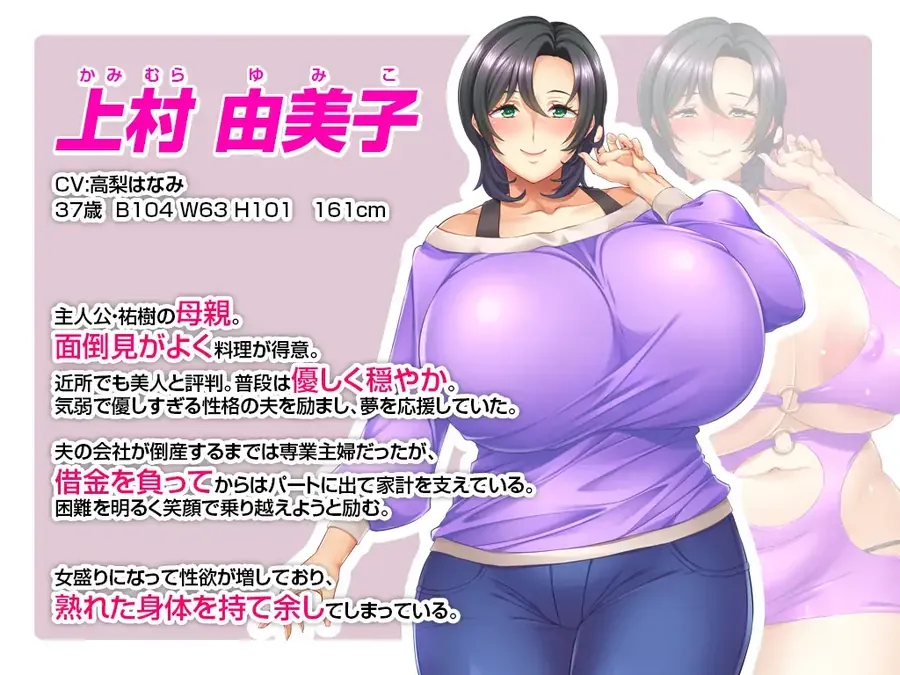 かみむら ゆみこ
上村 由美子
CV:高梨はなみ
37歳 B104 W63 H101 161cm
主人公・祐樹の母親。
面倒見がよく料理が得意。
近所でも美人と評判。普段は優しく穏やか。
気弱で優しすぎる性格の夫を励まし、夢を応援していた。
夫の会社が倒産するまでは専業主婦だったが、
借金を負ってからはパートに出て家計を支えている。
困難を明るく笑顔で乗り越えようと励む。
女盛りになって性欲が増しており、
熟れた身体を持て余ししてしまっている。